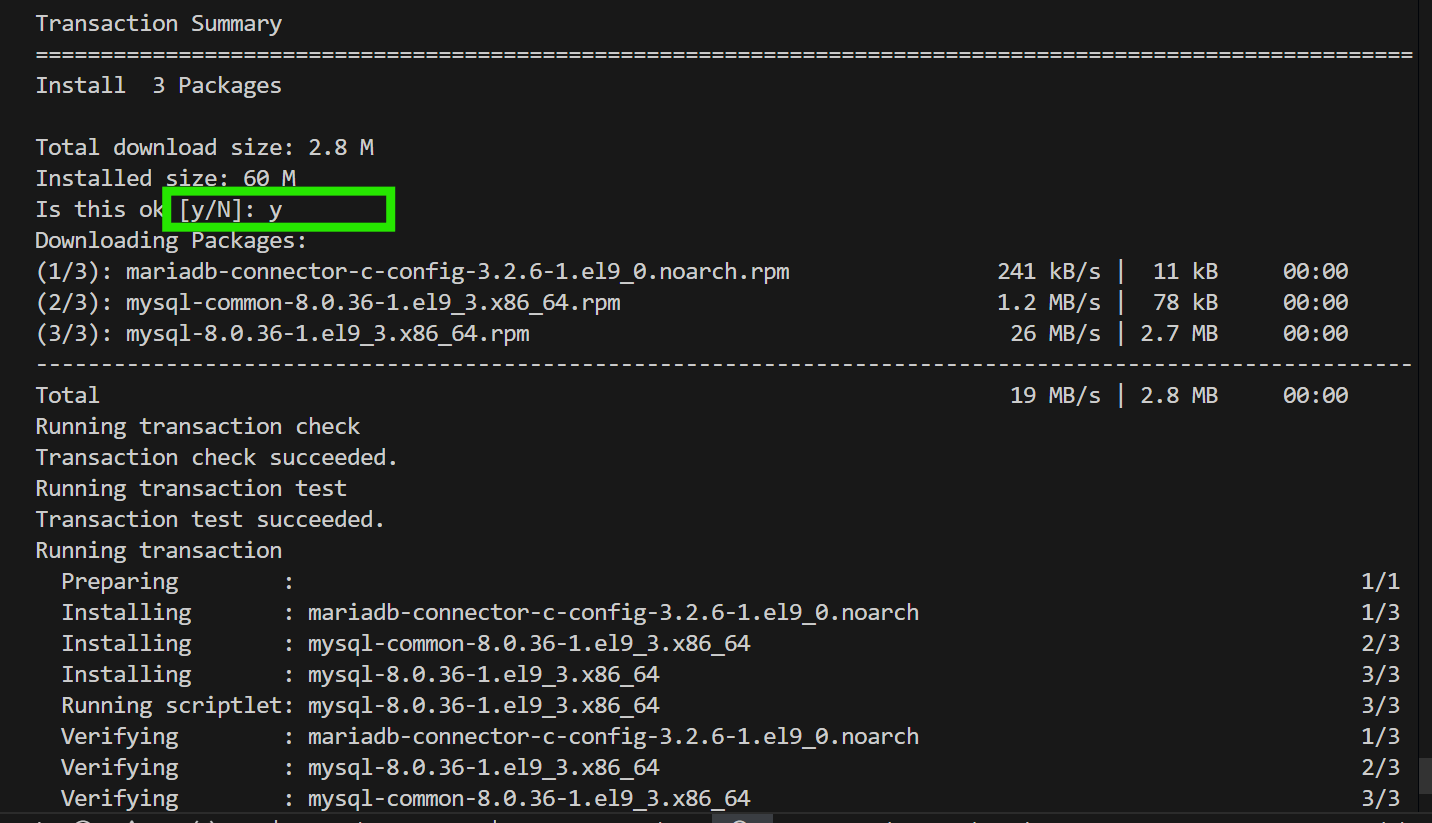 Transaction Summary
================================================================================================================
Install  3 Packages
Total download size: 2.8 M
Installed size: 60 M
Is this ok [y/N]: y
Downloading Packages:
(1/3): mariadb-connector-c-config-3.2.6-1.el9_0.noarch.rpm                241 kB/s |  11 kB     00:00
(2/3): mysql-common-8.0.36-1.el9_3.x86_64.rpm                             1.2 MB/s |  78 kB     00:00
(3/3): mysql-8.0.36-1.el9_3.x86_64.rpm                                     26 MB/s | 2.7 MB     00:00
----------------------------------------------------------------------------------------------------------
Total                                                                      19 MB/s | 2.8 MB     00:00
Running transaction check
Transaction check succeeded.
Running transaction test
Transaction test succeeded.
Running transaction
  Preparing        :                                                                                   1/1
  Installing       : mariadb-connector-c-config-3.2.6-1.el9_0.noarch                                   1/3
  Installing       : mysql-common-8.0.36-1.el9_3.x86_64                                                2/3
  Installing       : mysql-8.0.36-1.el9_3.x86_64                                                       3/3
  Running scriptlet: mysql-8.0.36-1.el9_3.x86_64                                                       3/3
  Verifying        : mariadb-connector-c-config-3.2.6-1.el9_0.noarch                                   1/3
  Verifying        : mysql-8.0.36-1.el9_3.x86_64                                                       2/3
  Verifying        : mysql-common-8.0.36-1.el9_3.x86_64                                                3/3